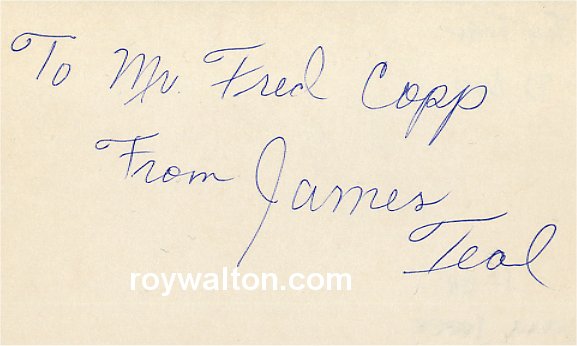 To Mr. Fred Copp
From James
Teal
roywalton.com